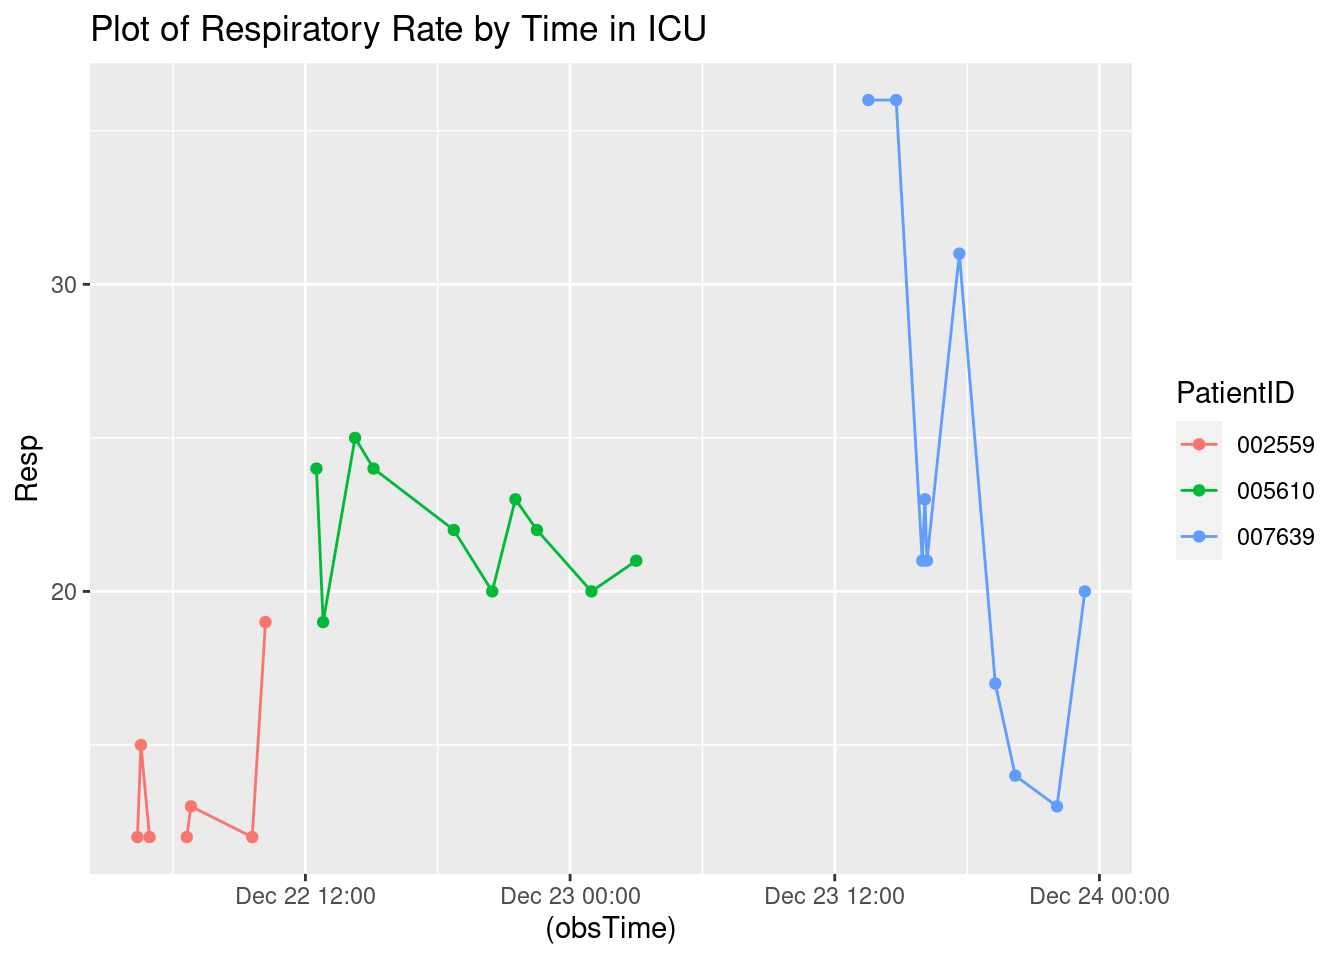 Plot of Respiratory Rate by Time in ICU
Resp
30
20
Dec 22 12:00
Dec 23 00:00
Dec 23 12:00
Dec 24 00:00
(obsTime)
PatientID
002559
005610
007639